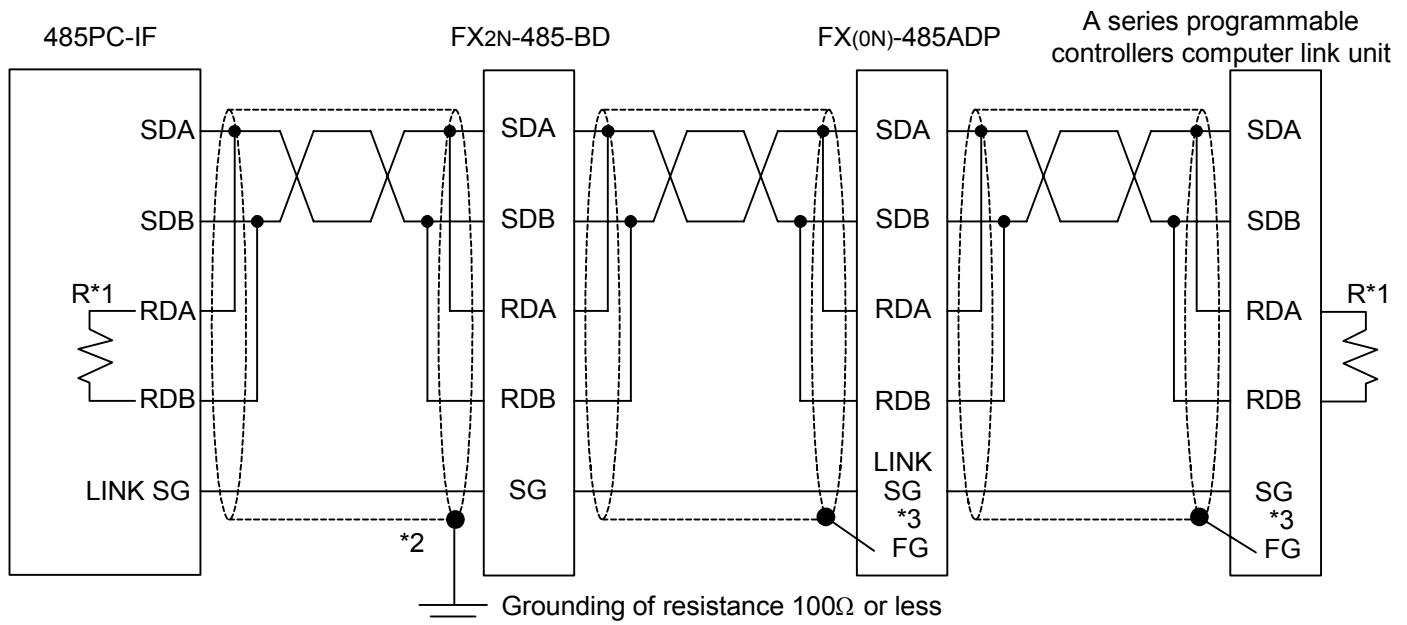 485PC-IF
FX2N-485-BD
FX(0N)-485ADP
A series programmable
controllers computer link unit
SDA
SDA
SDA
SDA
SDB
SDB
SDB
SDB
R*1
RDA
RDA
RDA
RDA
R*1
RDB
RDB
RDB
RDB
LINK SG
SG
LINK
SG
*3
FG
SG
*3
FG
*2
Grounding of resistance 100Ω or less